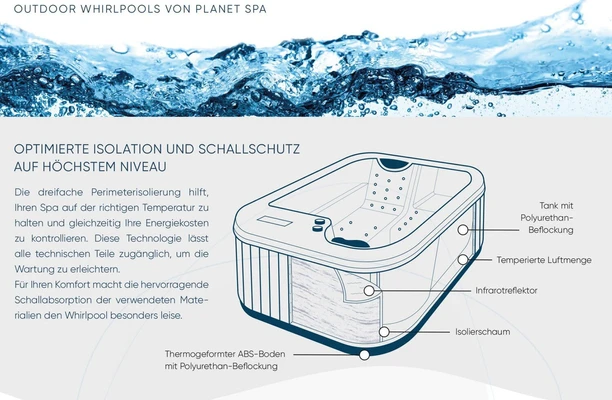 OUTDOOR WHIRLPOOLS VON PLANET SPA
OPTIMIERTE ISOLATION UND SCHALLSCHUTZ
AUF HÖCHSTEM NIVEAU
Die dreifache Perimeterisolierung hilft,
Ihren Spa auf der richtigen Temperatur zu
halten und gleichzeitig Ihre Energiekosten
zu kontrollieren. Diese Technologie lässt
alle technischen Teile zugänglich, um die
Wartung zu erleichtern.
Für Ihren Komfort macht die hervorragende
Schallabsorption der verwendeten Mate-
rialien den Whirlpool besonders leise.
Tank mit
Polyurethan-
Beflockung
Temperierte Luftmenge
Infrarotreflektor
Isolierschaum
Thermogeformter ABS-Boden
mit Polyurethan-Beflockung